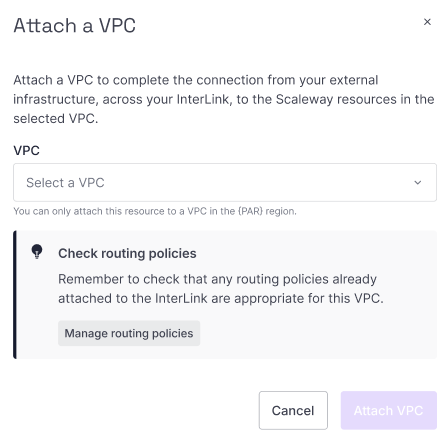 Attach a VPC
Attach a VPC to complete the connection from your external
infrastructure, across your InterLink, to the Scaleway resources in the
selected VPC.
VPC
Select a VPC
You can only attach this resource to a VPC in the {PAR} region.
Check routing policies
Remember to check that any routing policies already
attached to the InterLink are appropriate for this VPC.
Manage routing policies
Cancel
Attach VPC